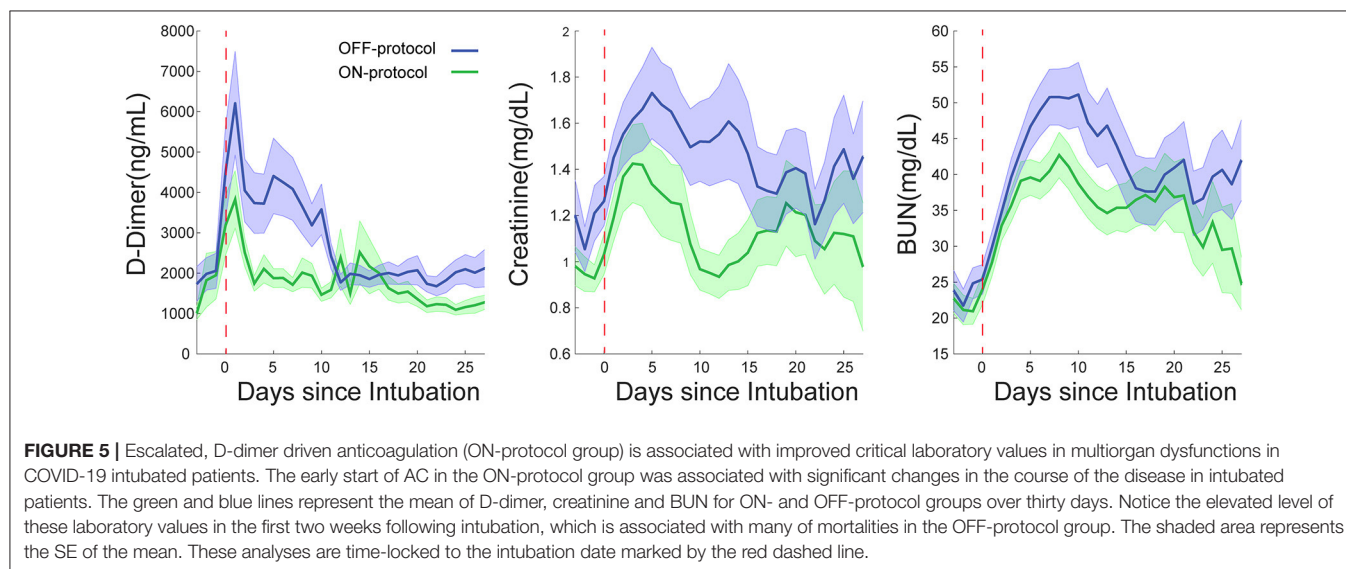 8000
7000
6000
5000
4000
3000
2000
1000
0
D-Dimer(ng/mL)
OFF-protocol
ON-protocol
0 5 10 15 20 25
Days since Intubation
2
1.8
1.6
1.4
1.2
1
0.8
0.6
Creatinine(mg/dL)
0 5 10 15 20 25
Days since Intubation
60
55
50
45
40
35
30
25
20
15
BUN(mg/dL)
0 5 10 15 20 25
Days since Intubation
FIGURE 5 | Escalated, D-dimer driven anticoagulation (ON-protocol group) is associated with improved critical laboratory values in multiorgan dysfunctions in
COVID-19 intubated patients. The early start of AC in the ON-protocol group was associated with significant changes in the course of the disease in intubated
patients. The green and blue lines represent the mean of D-dimer, creatinine and BUN for ON- and OFF-protocol groups over thirty days. Notice the elevated level of
these laboratory values in the first two weeks following intubation, which is associated with many of mortalities in the OFF-protocol group. The shaded area represents
the SE of the mean. These analyses are time-locked to the intubation date marked by the red dashed line.